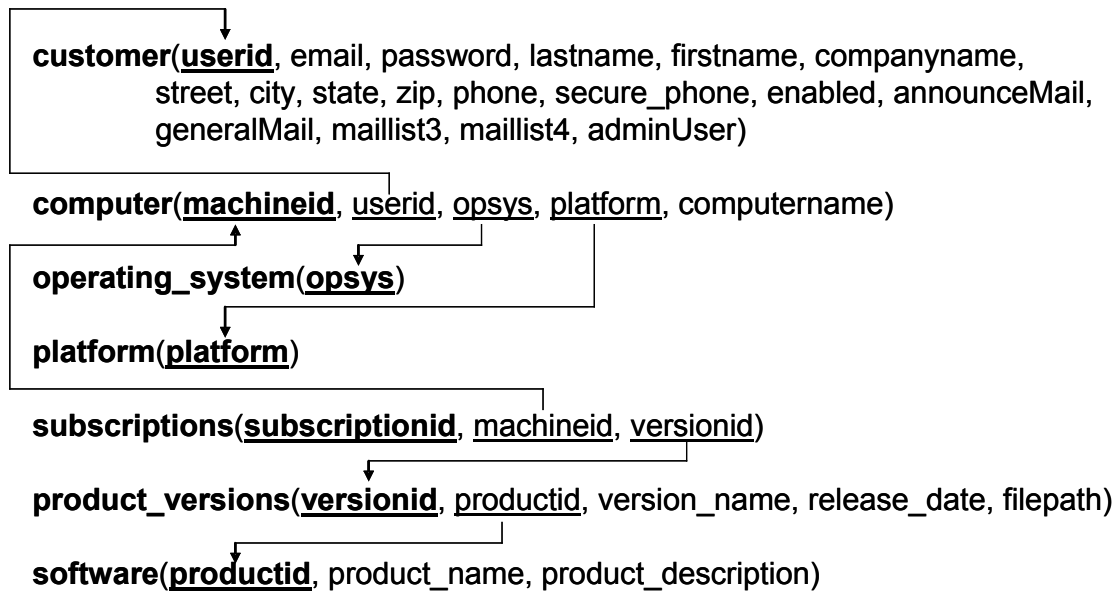 customer(userid, email, password, lastname, firstname, companyname,
street, city, state, zip, phone, secure_phone, enabled, announceMail,
generalMail, maillist3, maillist4, adminUser)
computer(machineid, userid, opsys, platform, computername)
operating_system(opsys)
platform(platform)
subscriptions(subscriptionid, machineid, versionid)
product_versions(versionid, productid, version_name, release_date, filepath)
software(productid, product_name, product_description)